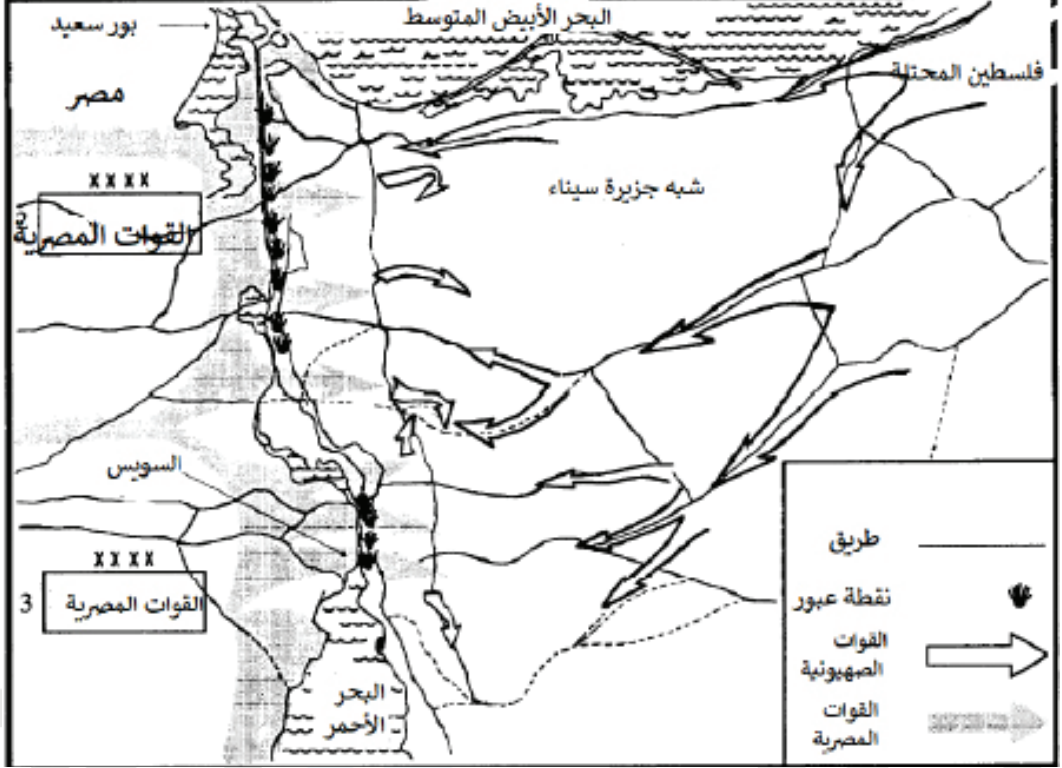 البحر الأبيض المتوسط
بور سعيد
فلسطين المحتلة
مصر
شبه جزيرة سيناء
XXXX
القوات المصرية
السويس
XXXX
3 القوات المصرية
البحر
الأحمر
طريق
نقطة عبور
القوات
الصهيونية
القوات
المصرية